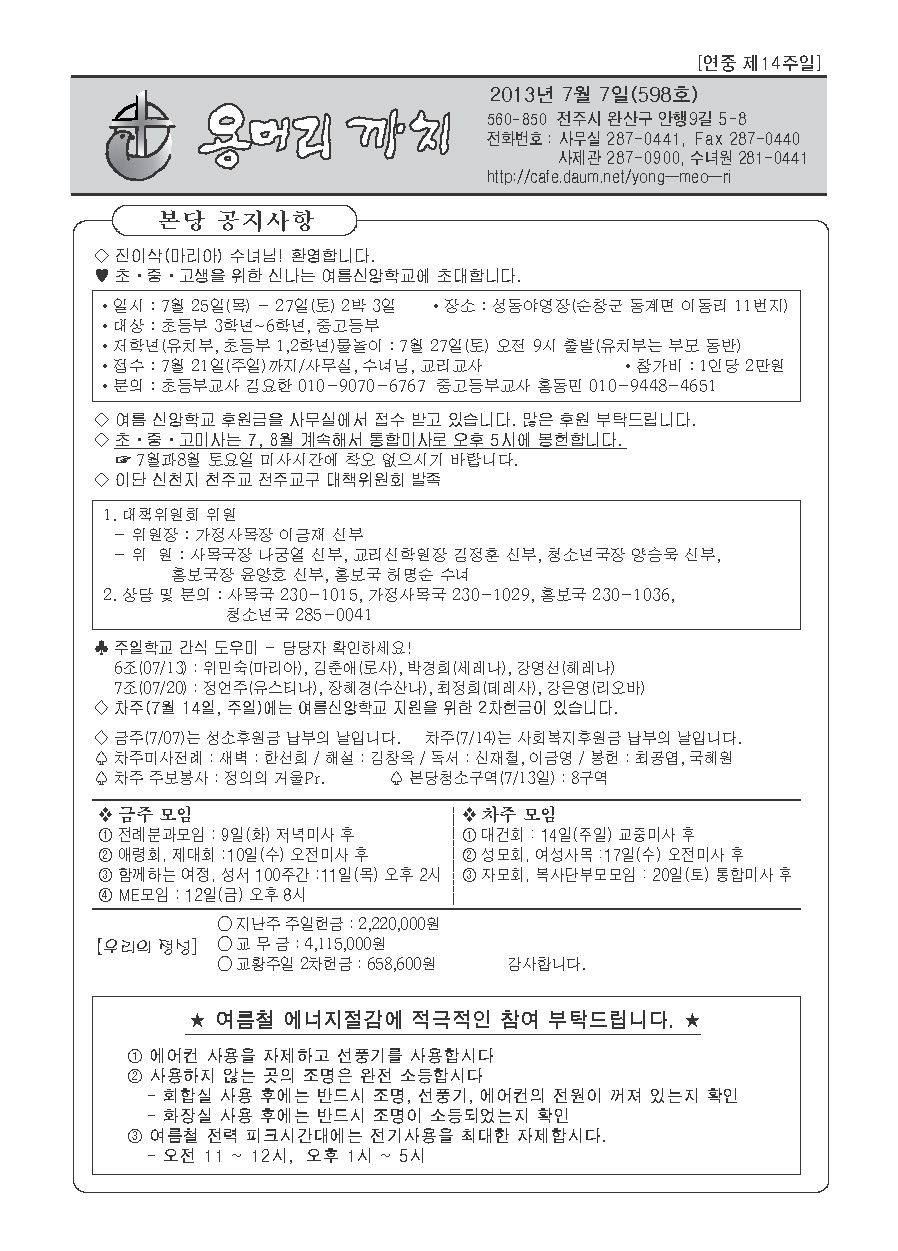 [연중 제14주일]
용머리 까치
2013년 7월 7일(598호)
560-850 전주시 완산구 안행9길 5-8
전화번호 : 사무실 287-0441, Fax 287-0440
사제관 287-0900, 수녀원 281-0441
http://cafe.daum.net/yong—meo—ri
본당 공지사항
◇ 진이삭(마리아) 수녀님! 환영합니다.
♥ 초·중·고생을 위한 신나는 여름신앙학교에 초대합니다.
•일시 : 7월 25일(목) - 27일(토) 2박 3일 •장소 : 성동야영장(순창군 동계면 이동리 11번지)
•대상 : 초등부 3학년~6학년, 중고등부
•저학년(유치부, 초등부 1,2학년)물놀이 : 7월 27일(토) 오전 9시 출발(유치부는 부모 동반)
•접수 : 7월 21일(주일)까지/사무실, 수녀님, 교리교사 •참가비 : 1인당 2만원
•문의 : 초등부교사 김요한 010-9070-6767 중고등부교사 홍동민 010-9448-4651
◇ 여름 신앙학교 후원금을 사무실에서 접수 받고 있습니다. 많은 후원 부탁드립니다.
◇ 초·중·고미사는 7, 8월 계속해서 통합미사로 오후 5시에 봉헌합니다.
☞ 7월과8월 토요일 미사시간에 착오 없으시기 바랍니다.
◇ 이단 신천지 천주교 전주교구 대책위원회 발족
1. 대책위원회 위원
- 위원장 : 가정사목장 이금재 신부
- 위 원 : 사목국장 나궁열 신부, 교리신학원장 김정훈 신부, 청소년국장 양승욱 신부,
홍보국장 윤양호 신부, 홍보국 허명순 수녀
2. 상담 및 문의 : 사목국 230-1015, 가정사목국 230-1029, 홍보국 230-1036,
청소년국 285-0041
♣ 주일학교 간식 도우미 - 담당자 확인하세요!
6조(07/13) : 위민숙(마리아), 김춘애(로사), 박경희(세레나), 강영선(헤레나)
7조(07/20) : 정언주(유스티나), 장혜경(수산나), 최정희(데레사), 강은영(리오바)
◇ 차주(7월 14일, 주일)에는 여름신앙학교 지원을 위한 2차헌금이 있습니다.
◇ 금주(7/07)는 성소후원금 납부의 날입니다. 차주(7/14)는 사회복지후원금 납부의 날입니다.
♤ 차주미사전례 : 새벽 : 한선희 / 해설 : 김창옥 / 독서 : 신재철, 이금영 / 봉헌 : 최공엽, 국혜원
♤ 차주 주보봉사 : 정의의 거울Pr. ♤ 본당청소구역(7/13일) : 8구역
❖ 금주 모임
① 전례분과모임 : 9일(화) 저녁미사 후
② 애령회, 제대회 :10일(수) 오전미사 후
③ 함께하는 여정, 성서 100주간 :11일(목) 오후 2시
④ ME모임 : 12일(금) 오후 8시
❖ 차주 모임
① 대건회 : 14일(주일) 교중미사 후
② 성모회, 여성사목 :17일(수) 오전미사 후
③ 자모회, 복사단부모모임 : 20일(토) 통합미사 후
[우리의 정성]
○ 지난주 주일헌금 : 2,220,000원
○ 교 무 금 : 4,115,000원
○ 교황주일 2차헌금 : 658,600원 감사합니다.
★ 여름철 에너지절감에 적극적인 참여 부탁드립니다. ★
① 에어컨 사용을 자제하고 선풍기를 사용합시다
② 사용하지 않는 곳의 조명은 완전 소등합시다
- 회합실 사용 후에는 반드시 조명, 선풍기, 에어컨의 전원이 꺼져 있는지 확인
- 화장실 사용 후에는 반드시 조명이 소등되었는지 확인
③ 여름철 전력 피크시간대에는 전기사용을 최대한 자제합시다.
- 오전 11 ~ 12시, 오후 1시 ~ 5시